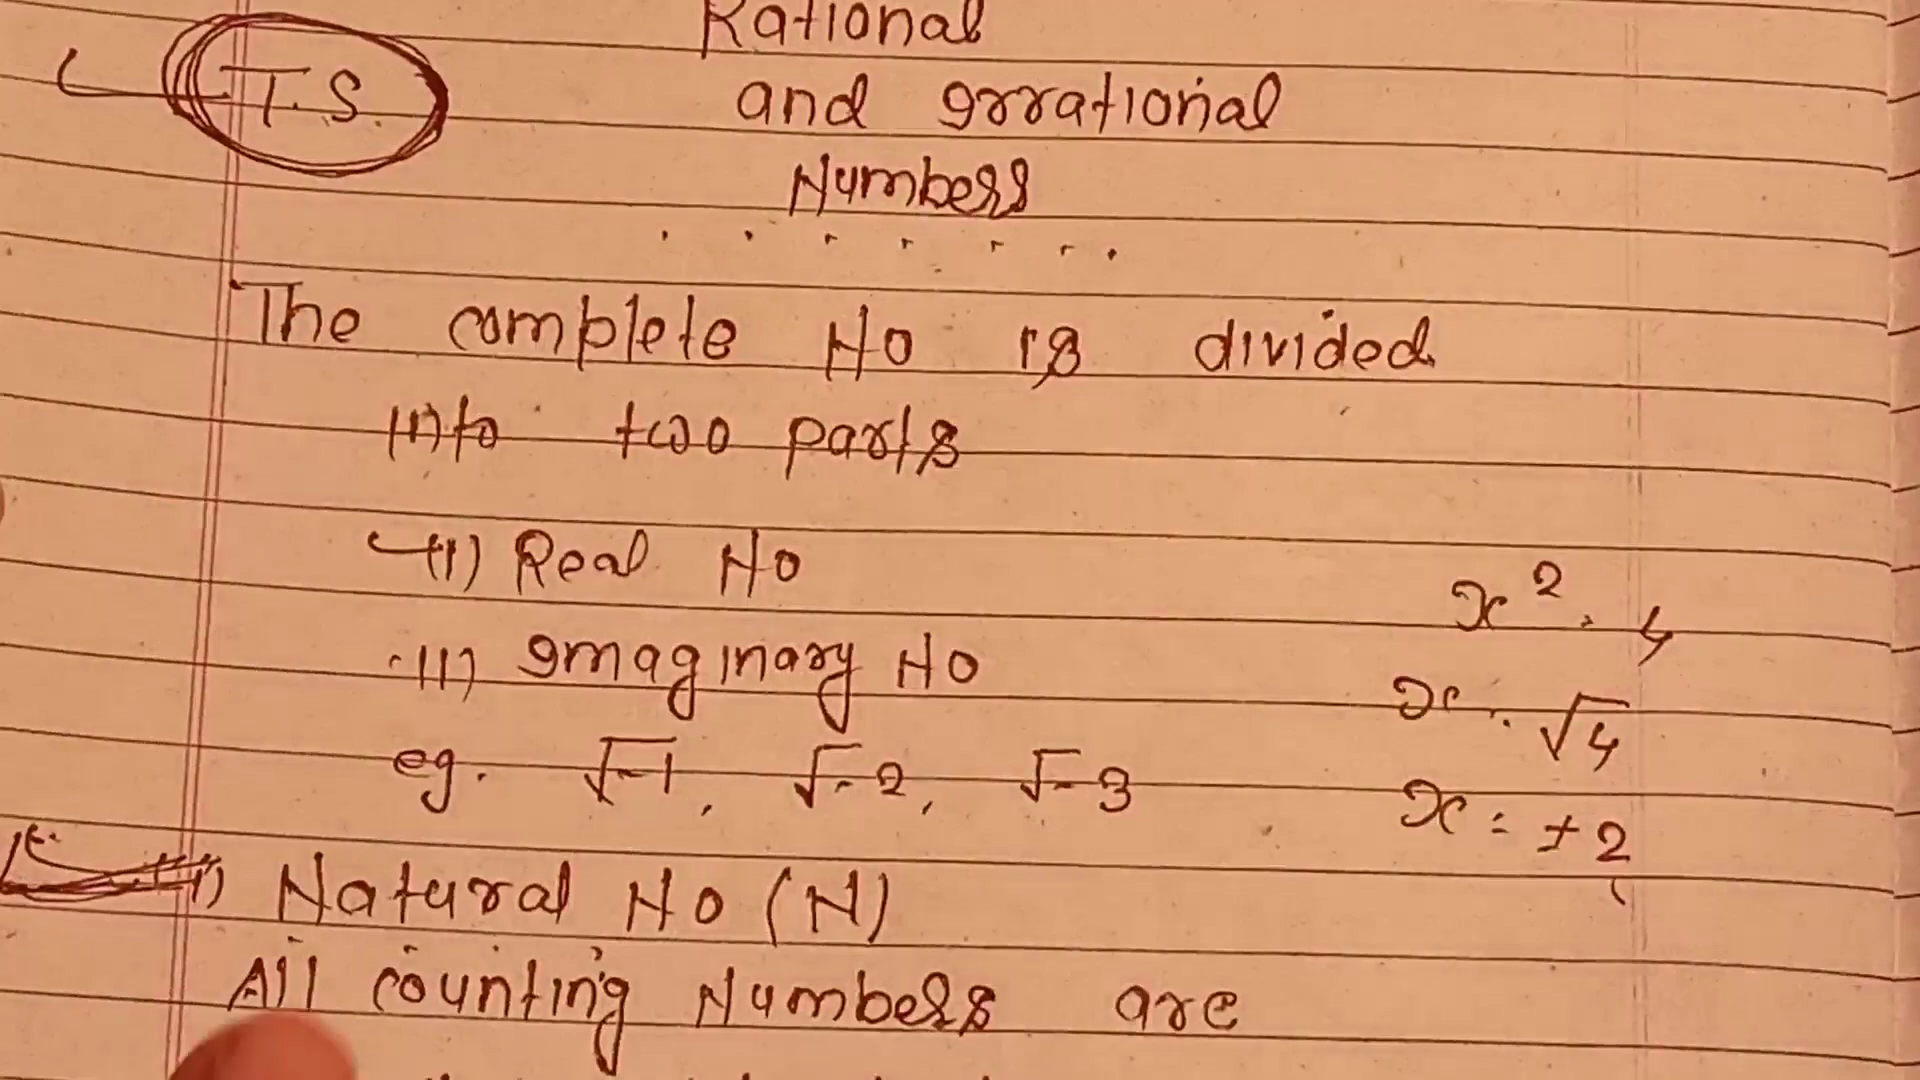 Rational
T.S.
and Irrational
Numbers
The complete No is divided
into two parts
(i) Real No
x² = 4
(ii) Imaginary No
x = √4
eg. √-1, √-2, √-3
x = ±2
(i) Natural No (N)
All counting Numbers are